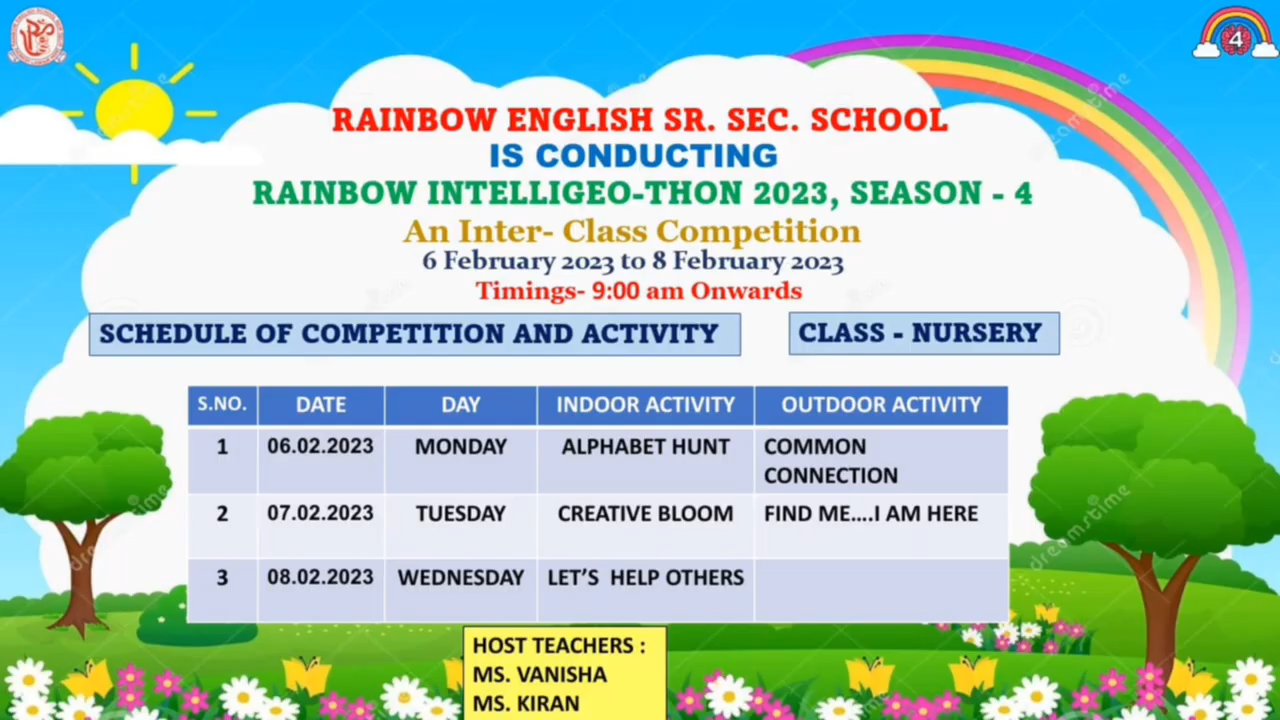 4
RAINBOW ENGLISH SR. SEC. SCHOOL
IS CONDUCTING
RAINBOW INTELLIGEO-THON 2023, SEASON - 4
An Inter- Class Competition
6 February 2023 to 8 February 2023
Timings- 9:00 am Onwards
SCHEDULE OF COMPETITION AND ACTIVITY
CLASS - NURSERY
S.NO. DATE DAY INDOOR ACTIVITY OUTDOOR ACTIVITY
1 06.02.2023 MONDAY ALPHABET HUNT COMMON
CONNECTION
2 07.02.2023 TUESDAY CREATIVE BLOOM FIND ME....I AM HERE
3 08.02.2023 WEDNESDAY LET'S HELP OTHERS
HOST TEACHERS :
MS. VANISHA
MS. KIRAN
dreamstime
dreamstime
dreamstime